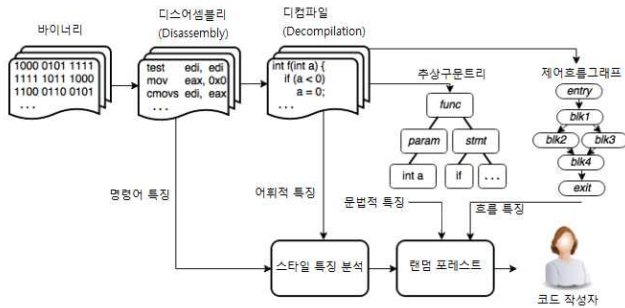 바이너리
1000 0101 1111
1111 1011 1000
1100 0110 0101
...
디스어셈블리
(Disassembly)
test edi, edi
mov eax, 0x0
cmovs edi, eax
...
디컴파일
(Decompilation)
int f(int a) {
if (a < 0)
a = 0;
...
추상구문트리
func
param stmt
int a if ...
제어흐름그래프
entry
blk1
blk2 blk3
blk4
exit
명령어 특징
어휘적 특징
문법적 특징
흐름 특징
스타일 특징 분석
랜덤 포레스트
코드 작성자